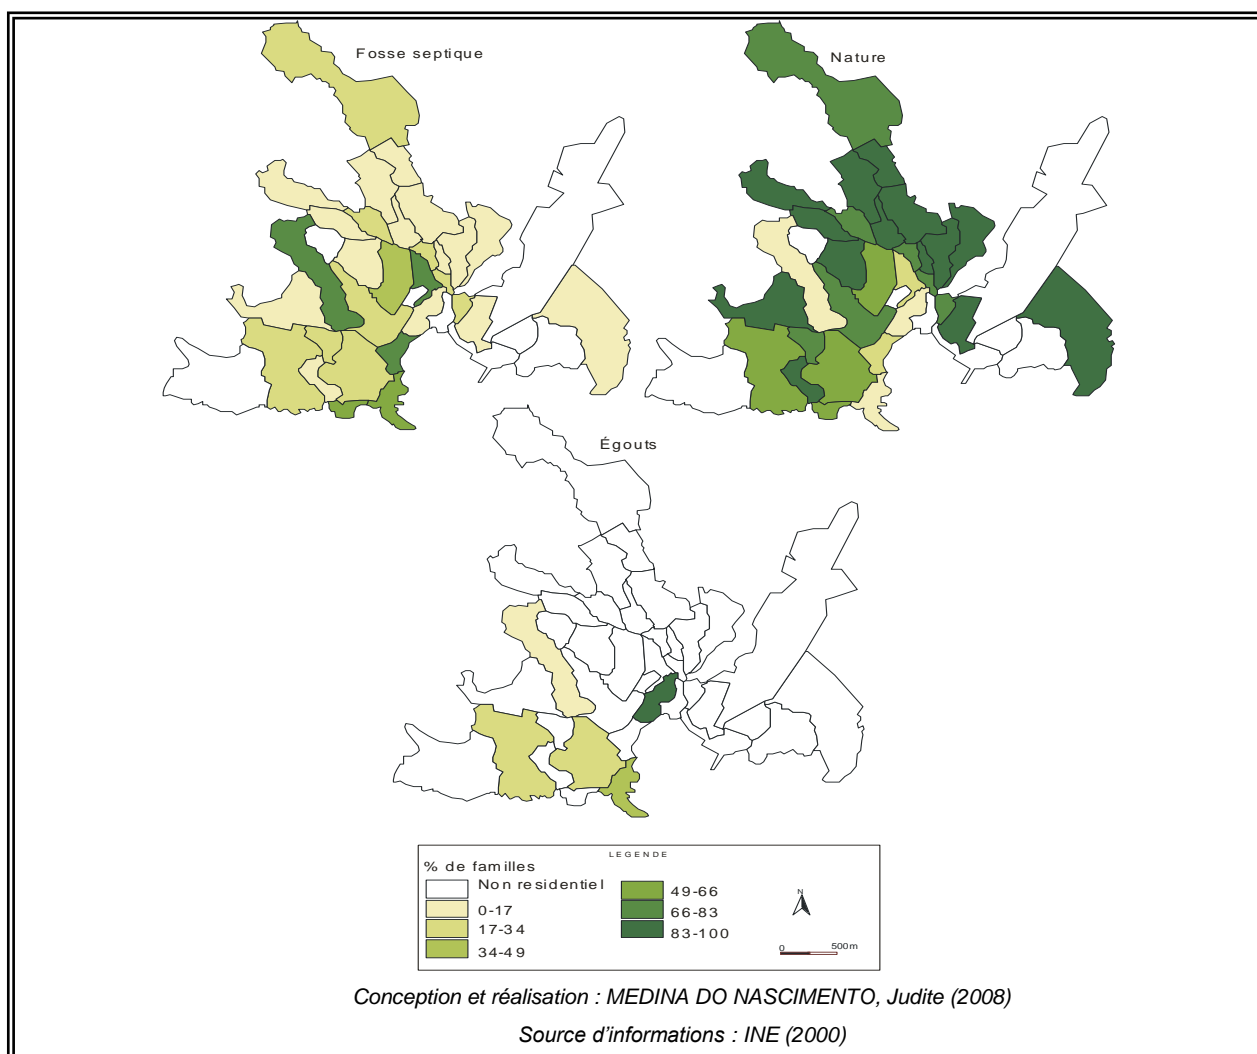 Fosse septique
Nature
Égouts
LEGENDE
% de familles
Non residentiel
0-17
17-34
34-49
49-66
66-83
83-100
N
0 500m
Conception et réalisation : MEDINA DO NASCIMENTO, Judite (2008)
Source d'informations : INE (2000)